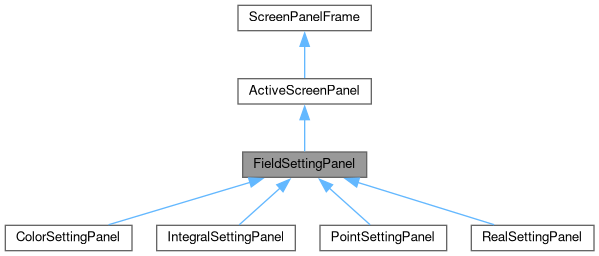 ScreenPanelFrame
ActiveScreenPanel
FieldSettingPanel
ColorSettingPanel
IntegralSettingPanel
PointSettingPanel
RealSettingPanel